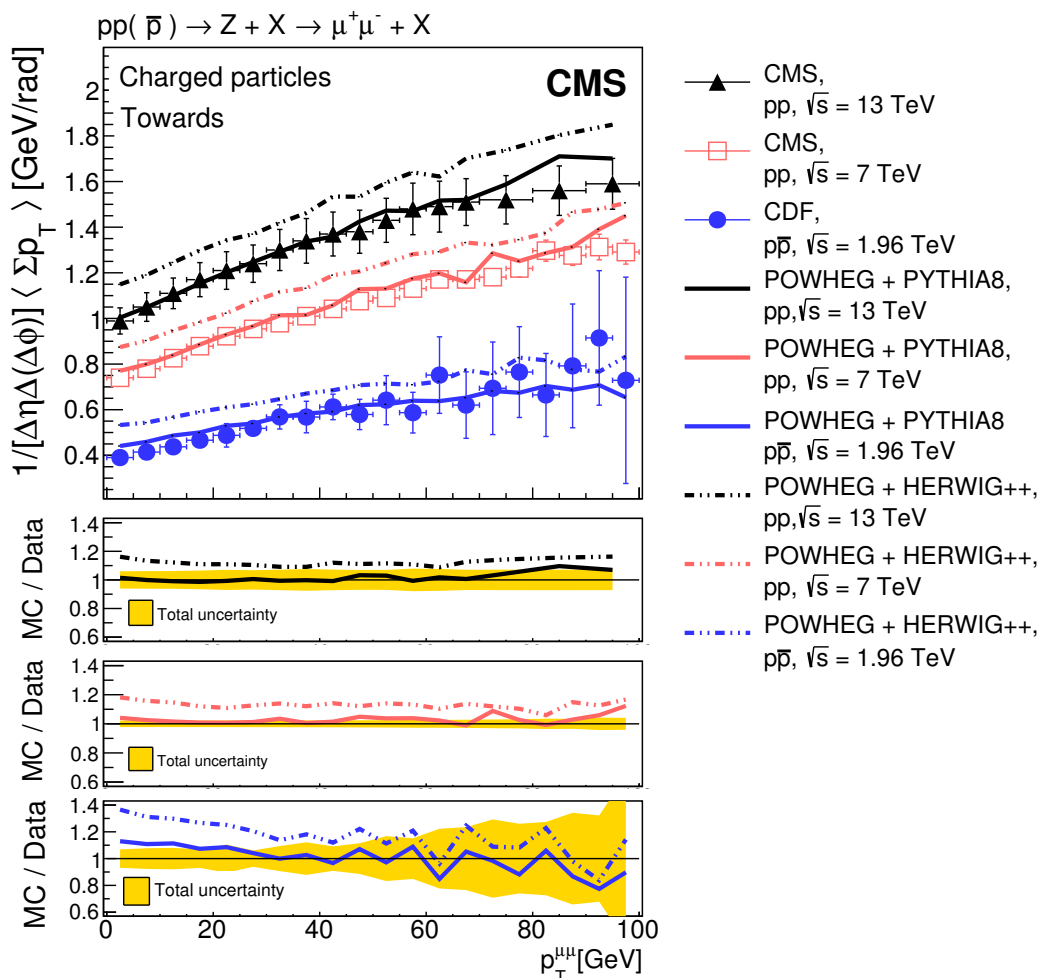 pp( p̅ ) → Z + X → μ⁺μ⁻ + X
1/[ΔηΔ(Δϕ)] ⟨ Σp_T ⟩ [GeV/rad]
Charged particles
Towards
CMS
2
1.8
1.6
1.4
1.2
1
0.8
0.6
0.4
CMS,
pp, √s = 13 TeV
CMS,
pp, √s = 7 TeV
CDF,
pp̅, √s = 1.96 TeV
POWHEG + PYTHIA8,
pp,√s = 13 TeV
POWHEG + PYTHIA8,
pp, √s = 7 TeV
POWHEG + PYTHIA8
pp̅, √s = 1.96 TeV
POWHEG + HERWIG++,
pp,√s = 13 TeV
POWHEG + HERWIG++,
pp, √s = 7 TeV
POWHEG + HERWIG++,
pp̅, √s = 1.96 TeV
MC / Data
1.4
1.2
1
0.8
0.6
Total uncertainty
MC / Data
1.4
1.2
1
0.8
0.6
Total uncertainty
MC / Data
1.4
1.2
1
0.8
0.6
Total uncertainty
0 20 40 60 80 100
p_T^μμ[GeV]